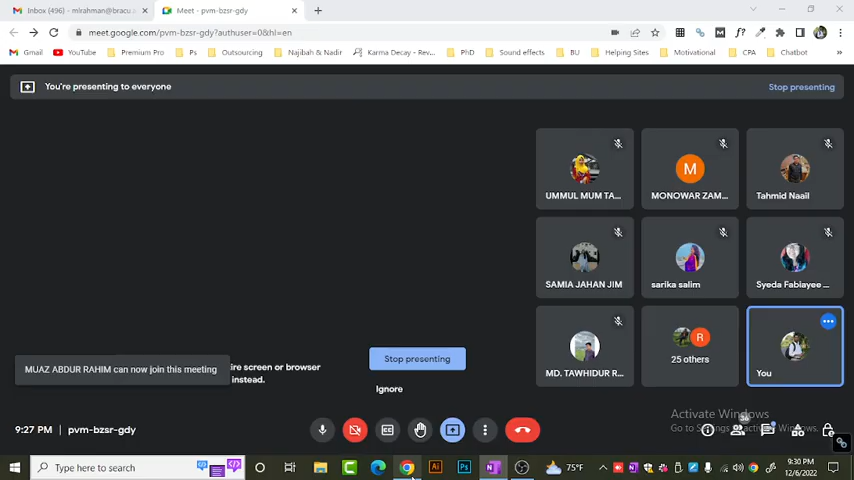 Inbox (496) - mlrahman@bracu.a
Meet - pvm-bzsr-gdy
meet.google.com/pvm-bzsr-gdy?authuser=0&hl=en
Gmail
YouTube
Premium Pro
Ps
Outsourcing
Najibah & Nadir
Karma Decay - Rev...
PhD
Sound effects
BU
Helping Sites
Motivational
CPA
Chatbot
You're presenting to everyone
Stop presenting
UMMUL MUM TA...
MONOWAR ZAM...
Tahmid Naail
SAMIA JAHAN JIM
sarika salim
Syeda Fabiayee ...
MD. TAWHIDUR R...
25 others
You
MUAZ ABDUR RAHIM can now join this meeting
ire screen or browser
instead.
Stop presenting
Ignore
9:27 PM
pvm-bzsr-gdy
Activate Windows
Go to Settings to activate Windows.
Type here to search
75°F
9:30 PM
12/6/2022